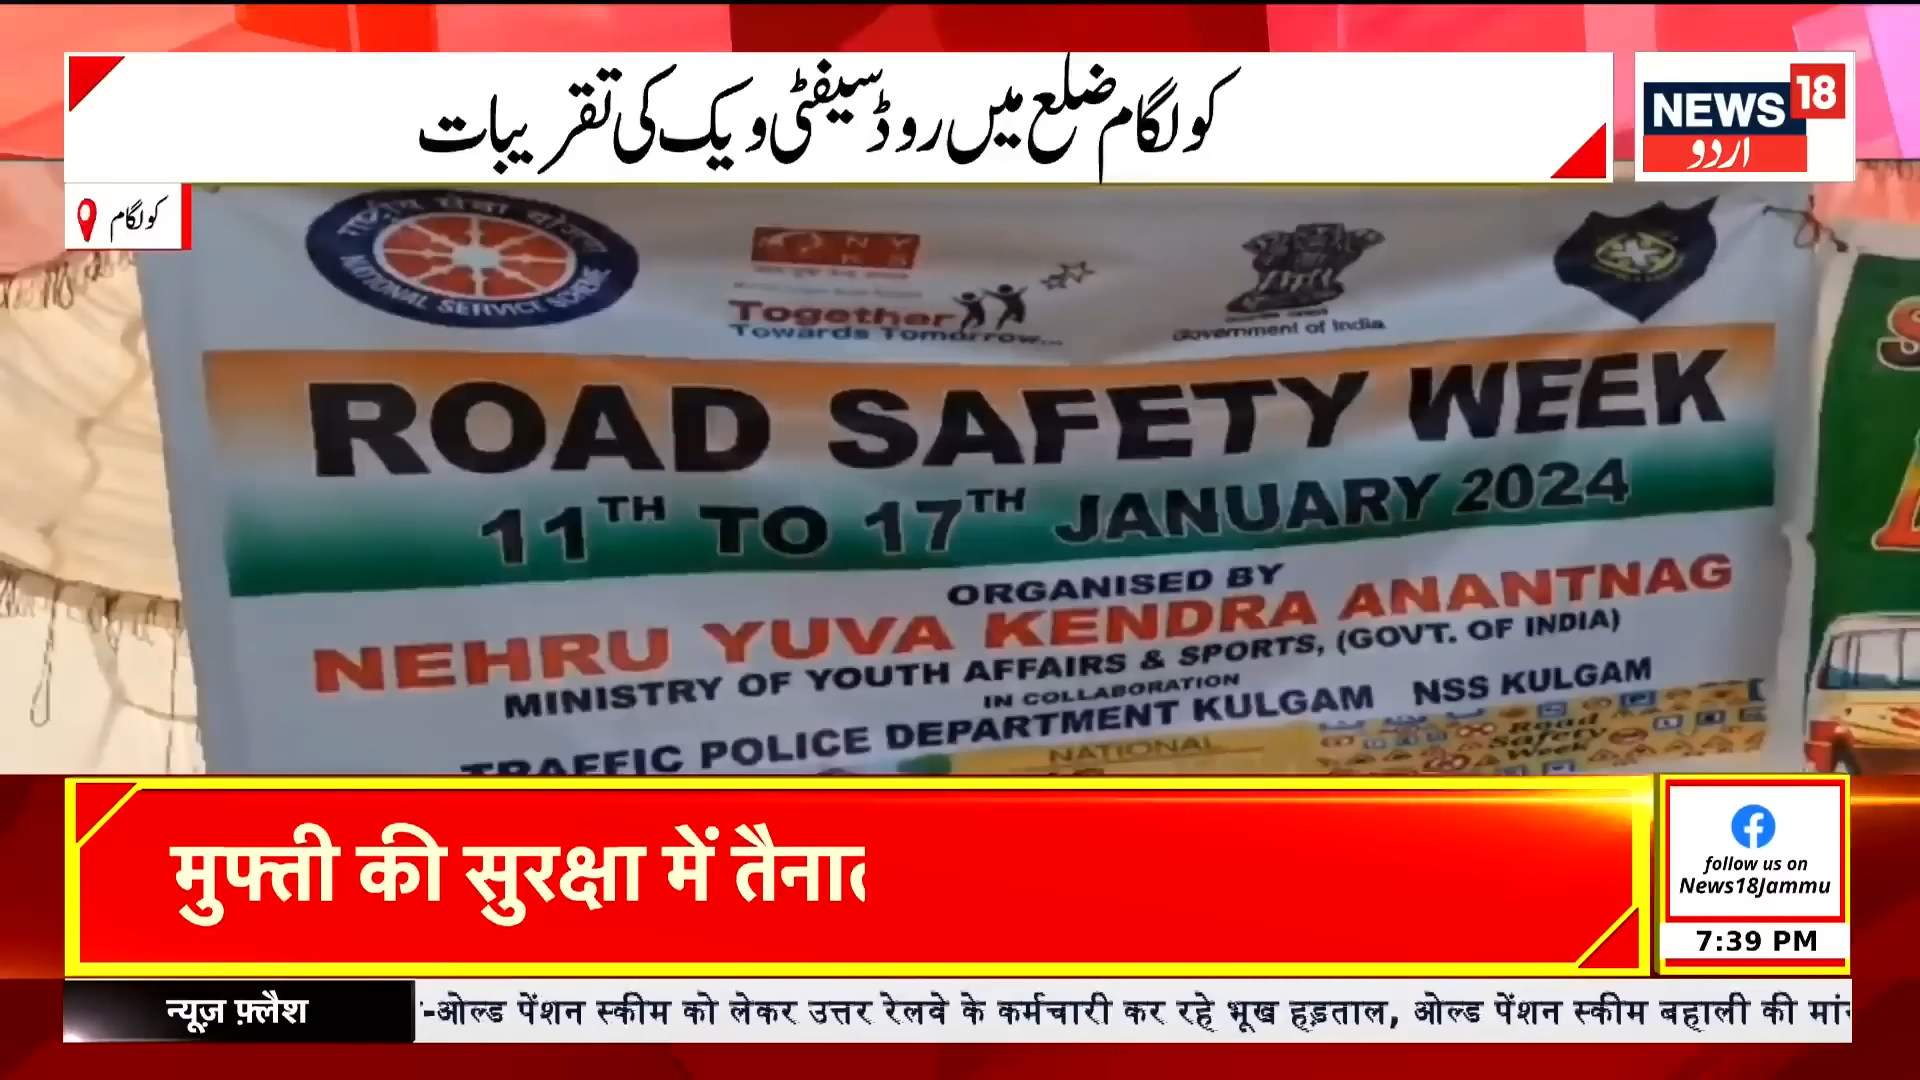 کولگام ضلع میں روڈ سیفٹی ویک کی تقریبات
NEWS 18
اردو
کولگام
राष्ट्रीय सेवा योजना
NATIONAL SERVICE SCHEME
NYKS
Together
Towards Tomorrow...
Government of India
ROAD SAFETY WEEK
11TH TO 17TH JANUARY 2024
ORGANISED BY
NEHRU YUVA KENDRA ANANTNAG
MINISTRY OF YOUTH AFFAIRS & SPORTS, (GOVT. OF INDIA)
IN COLLABORATION
TRAFFIC POLICE DEPARTMENT KULGAM NSS KULGAM
NATIONAL
Road
Safety
Week
मुफ्ती की सुरक्षा में तैनात
follow us on
News18Jammu
7:39 PM
न्यूज़ फ़्लैश
-ओल्ड पेंशन स्कीम को लेकर उत्तर रेलवे के कर्मचारी कर रहे भूख हड़ताल, ओल्ड पेंशन स्कीम बहाली की